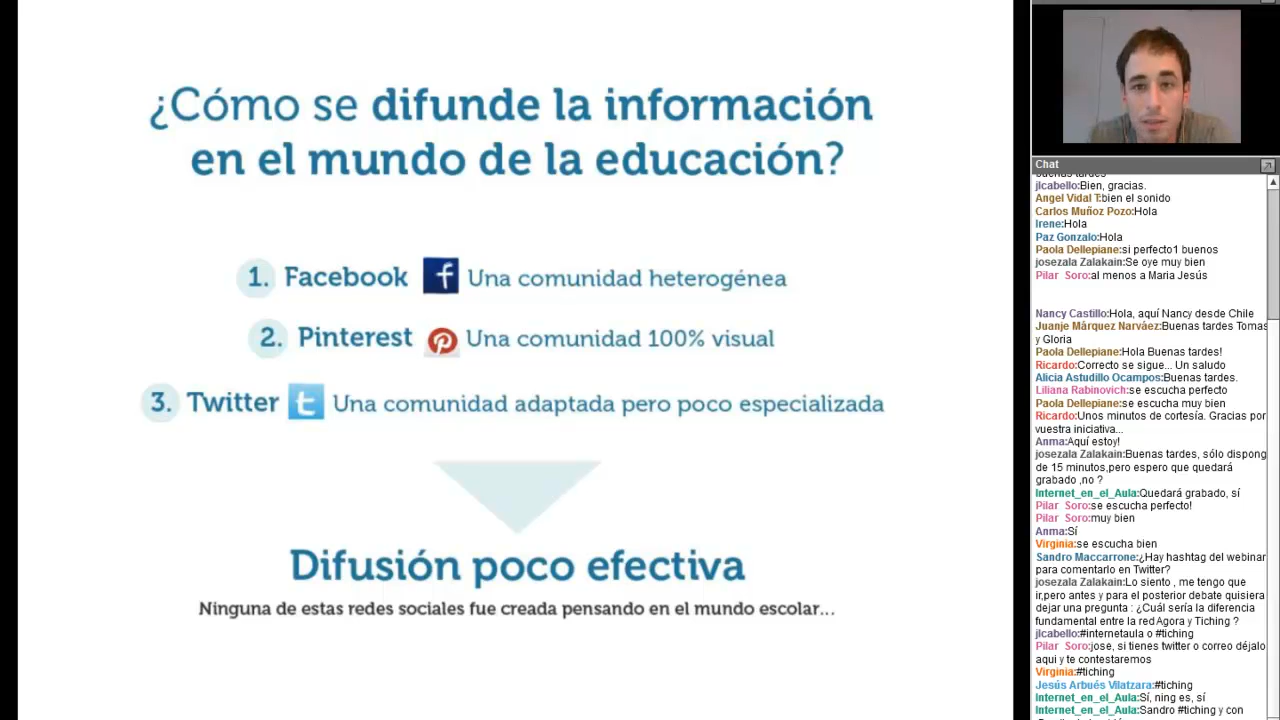 ¿Cómo se difunde la información
en el mundo de la educación?
1. Facebook f Una comunidad heterogénea
2. Pinterest Una comunidad 100% visual
3. Twitter t Una comunidad adaptada pero poco especializada
Difusión poco efectiva
Ninguna de estas redes sociales fue creada pensando en el mundo escolar...
Chat
buenas tardes
jlcabello:Bien, gracias.
Angel Vidal T:bien el sonido
Carlos Muñoz Pozo:Hola
Irene:Hola
Paz Gonzalo:Hola
Paola Dellepiane:si perfecto1 buenos
josezala Zalakain:Se oye muy bien
Pilar Soro:al menos a Maria Jesús
Nancy Castillo:Hola, aquí Nancy desde Chile
Juanje Márquez Narváez:Buenas tardes Tomas
y Gloria
Paola Dellepiane:Hola Buenas tardes!
Ricardo:Correcto se sigue... Un saludo
Alicia Astudillo Ocampos:Buenas tardes.
Liliana Rabinovich:se escucha perfecto
Paola Dellepiane:se escucha muy bien
Ricardo:Unos minutos de cortesía. Gracias por
vuestra iniciativa...
Anma:Aquí estoy!
josezala Zalakain:Buenas tardes, sólo dispong
de 15 minutos,pero espero que quedará
grabado ,no ?
Internet_en_el_Aula:Quedará grabado, sí
Pilar Soro:se escucha perfecto!
Pilar Soro:muy bien
Anma:Sí
Virginia:se escucha bien
Sandro Maccarrone:¿Hay hashtag del webinar
para comentarlo en Twitter?
josezala Zalakain:Lo siento , me tengo que
ir,pero antes y para el posterior debate quisiera
dejar una pregunta : ¿Cuál sería la diferencia
fundamental entre la red Agora y Tiching ?
jlcabello:#internetaula o #tiching
Pilar Soro:jose, si tienes twitter o correo déjalo
aqui y te contestaremos
Virginia:#tiching
Jesús Arbués Vilatzara:#tiching
Internet_en_el_Aula:Sí, ning es, sí
Internet_en_el_Aula:Sandro #tiching y con